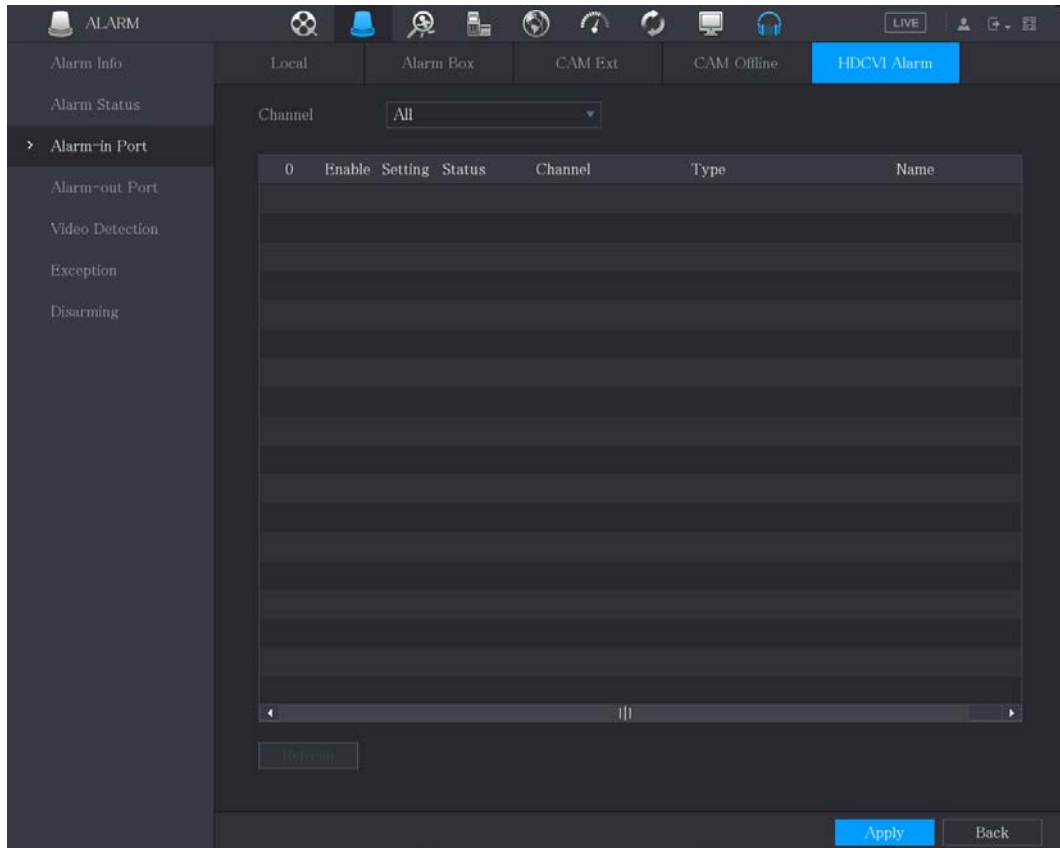 ALARM LIVE
Alarm Info Local Alarm Box CAM Ext CAM Offline HDCVI Alarm
Alarm Status
Channel All
Alarm-in Port
0 Enable Setting Status Channel Type Name
Alarm-out Port
Video Detection
Exception
Disarming
Refresh
Apply Back